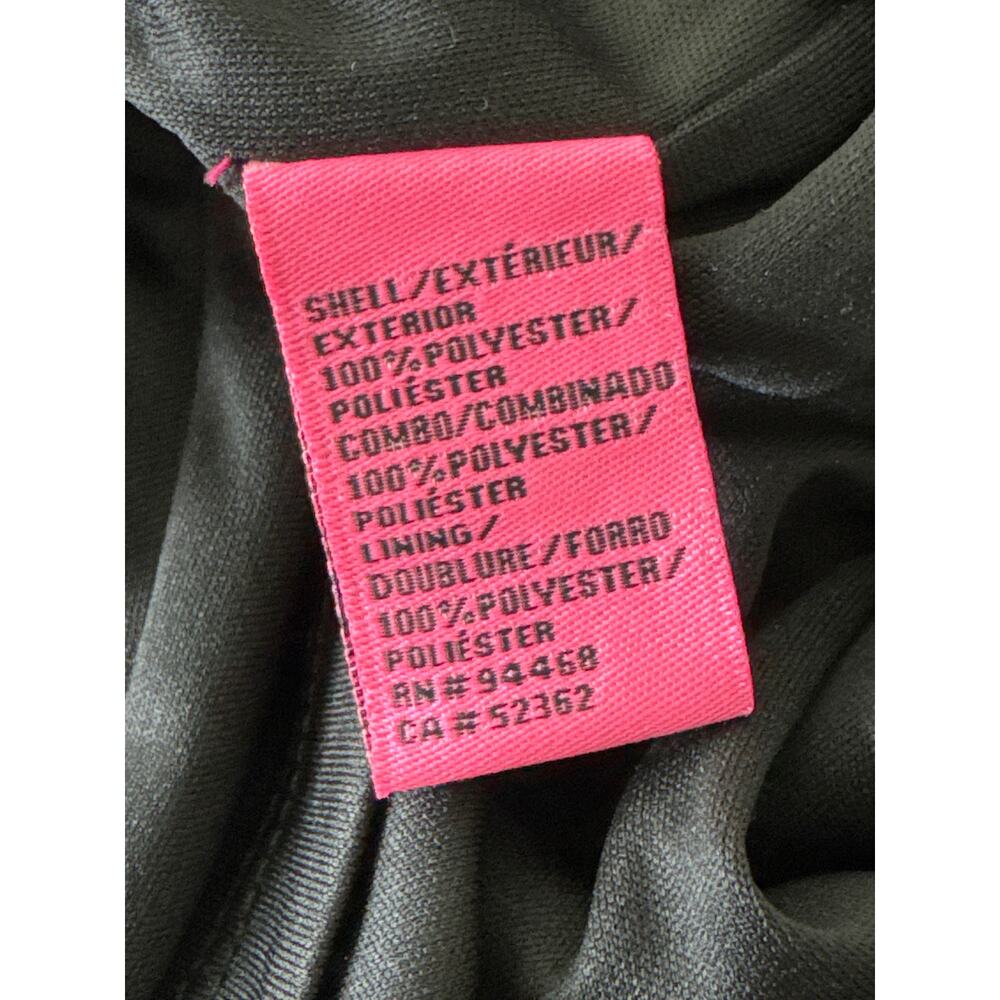 SHELL/EXTÉRIEUR/
EXTERIOR
100%POLYESTER/
POLIÉSTER
COMBO/COMBINADO
100%POLYESTER/
POLIÉSTER
LINING/
DOUBLURE/FORRO
100%POLYESTER/
POLIÉSTER
RN#94468
CA#52362